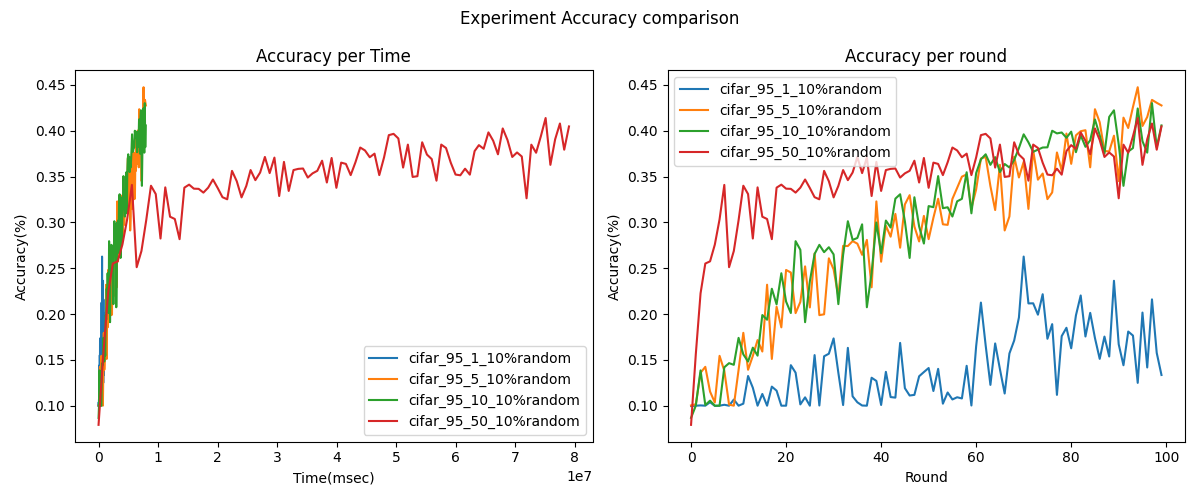 Experiment Accuracy comparison
Accuracy per Time
Accuracy(%)
0.45
0.40
0.35
0.30
0.25
0.20
0.15
0.10
cifar_95_1_10%random
cifar_95_5_10%random
cifar_95_10_10%random
cifar_95_50_10%random
0 1 2 3 4 5 6 7 8
1e7
Time(msec)
Accuracy per round
Accuracy(%)
0.45
0.40
0.35
0.30
0.25
0.20
0.15
0.10
cifar_95_1_10%random
cifar_95_5_10%random
cifar_95_10_10%random
cifar_95_50_10%random
0 20 40 60 80 100
Round